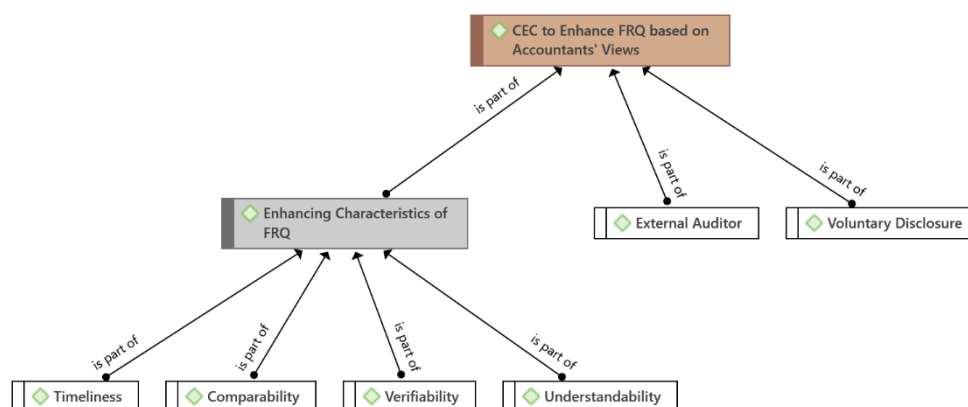 CEC to Enhance FRQ based on
Accountants' Views
is part of
is part of
is part of
Enhancing Characteristics of
FRQ
External Auditor
Voluntary Disclosure
is part of
is part of
is part of
is part of
Timeliness
Comparability
Verifiability
Understandability